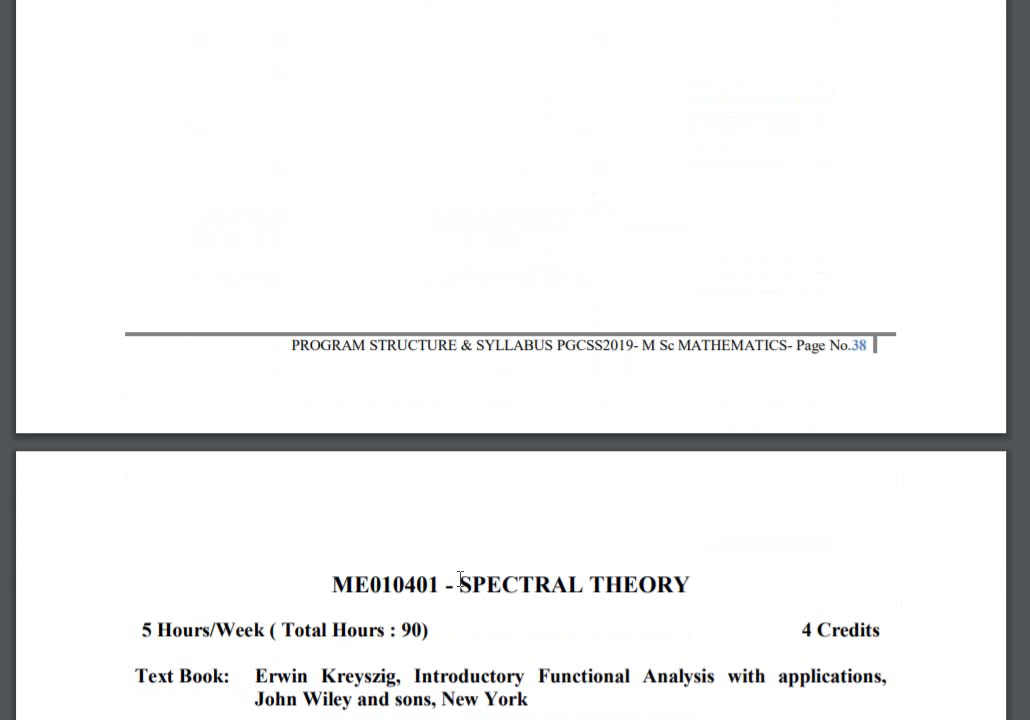 PROGRAM STRUCTURE & SYLLABUS PGCSS2019- M Sc MATHEMATICS- Page No.38
ME010401 - SPECTRAL THEORY
5 Hours/Week ( Total Hours : 90) 4 Credits
Text Book: Erwin Kreyszig, Introductory Functional Analysis with applications,
John Wiley and sons, New York